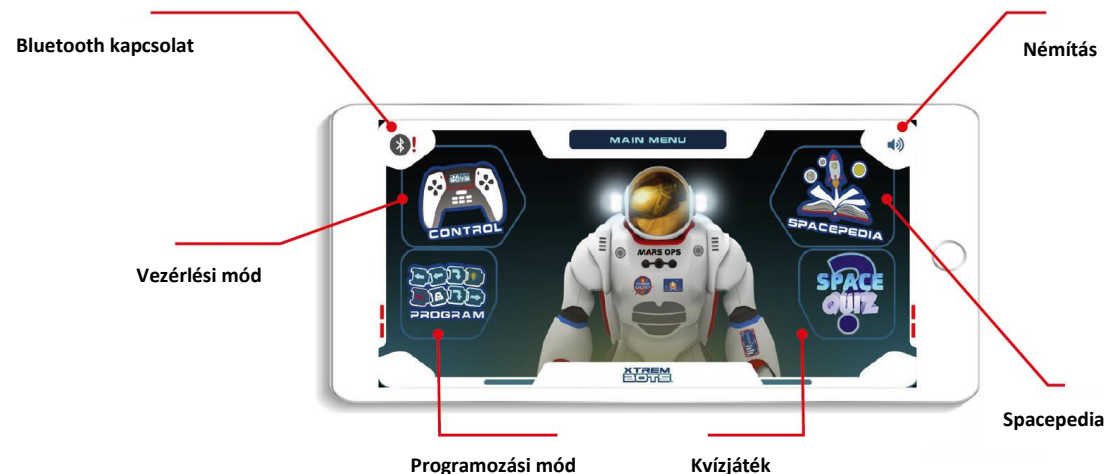 Bluetooth kapcsolat
Némítás
MAIN MENU
CONTROL
SPACEPEDIA
MARS OPS
PROGRAM
SPACE
QUIZ
XTREM
BOTS
Vezérlési mód
Spacepedia
Programozási mód
Kvízjáték